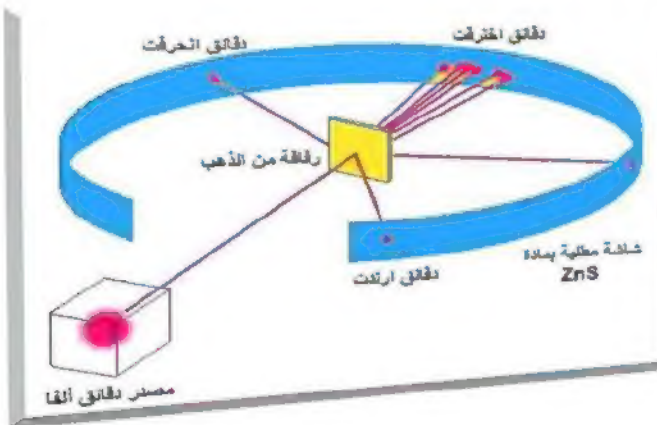 دقائق اخترقت
دقائق انحرفت
رقاقة من الذهب
شاشة مطلية بمادة
ZnS
دقائق ارتدت
مصدر دقائق ألفا